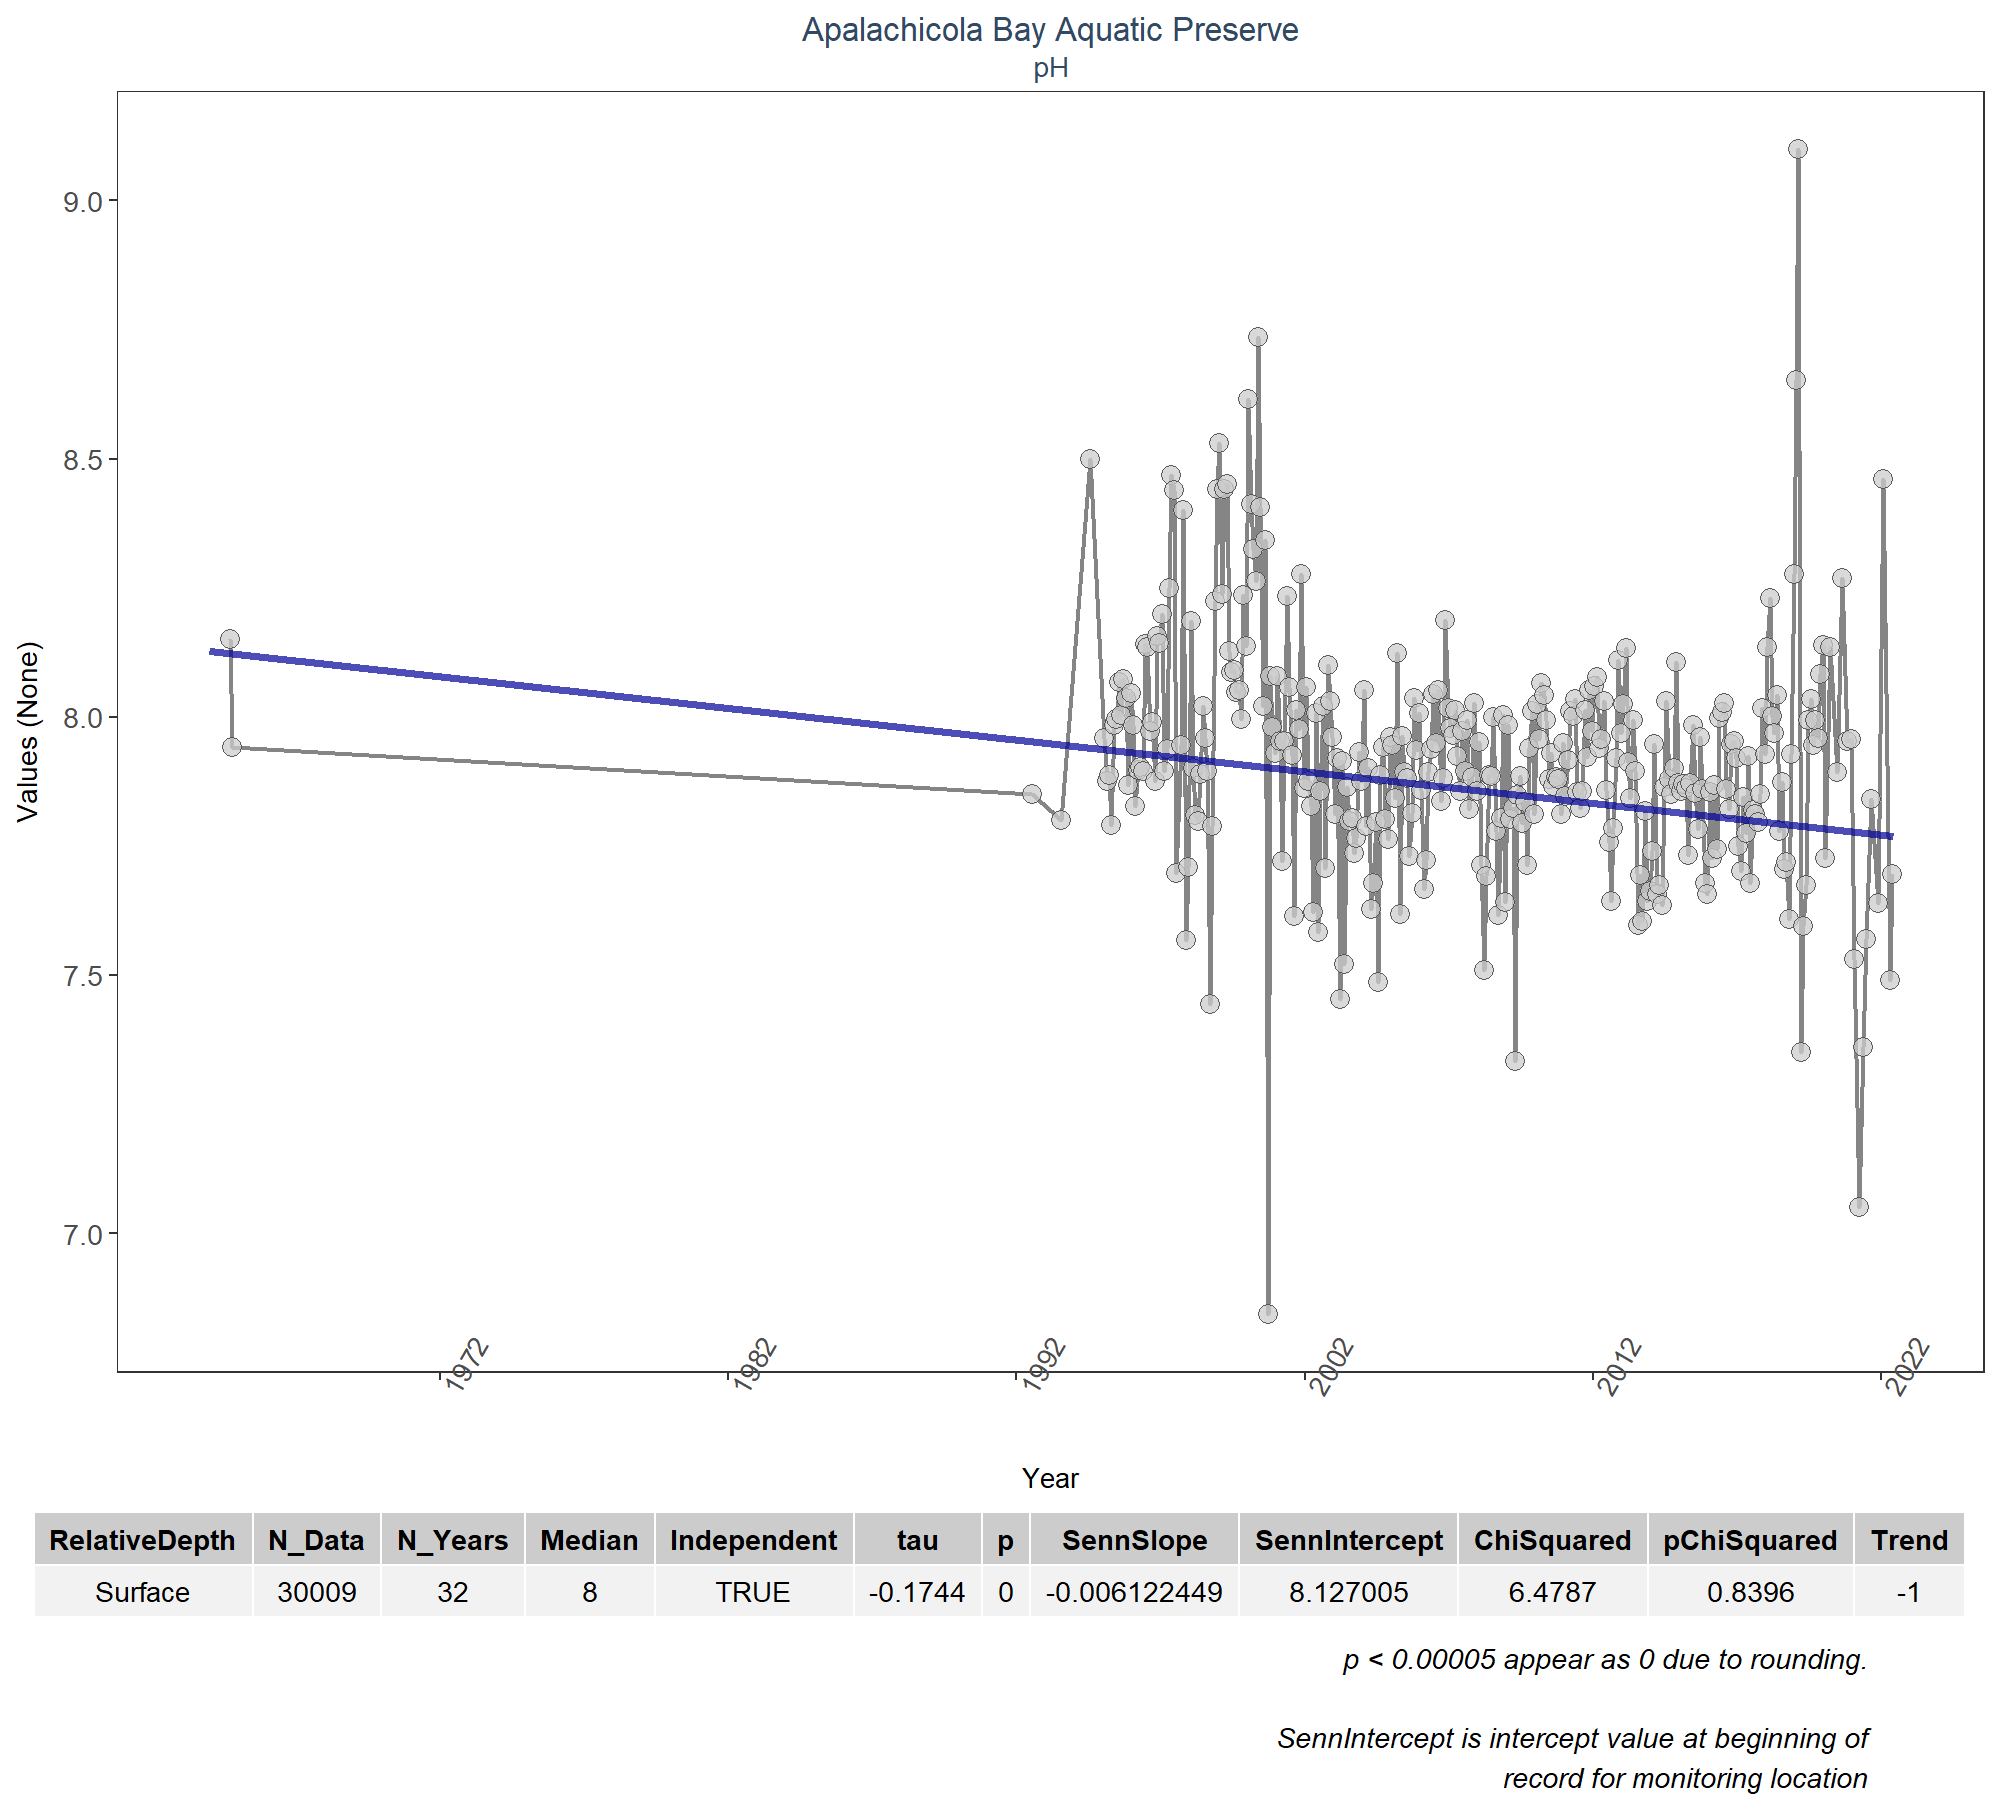 Apalachicola Bay Aquatic Preserve
pH
9.0
8.5
8.0
7.5
7.0
Values (None)
1972
1982
1992
2002
2012
2022
Year
RelativeDepth N_Data N_Years Median Independent tau p SennSlope SennIntercept ChiSquared pChiSquared Trend
Surface 30009 32 8 TRUE -0.1744 0 -0.006122449 8.127005 6.4787 0.8396 -1
p < 0.00005 appear as 0 due to rounding.
SennIntercept is intercept value at beginning of
record for monitoring location